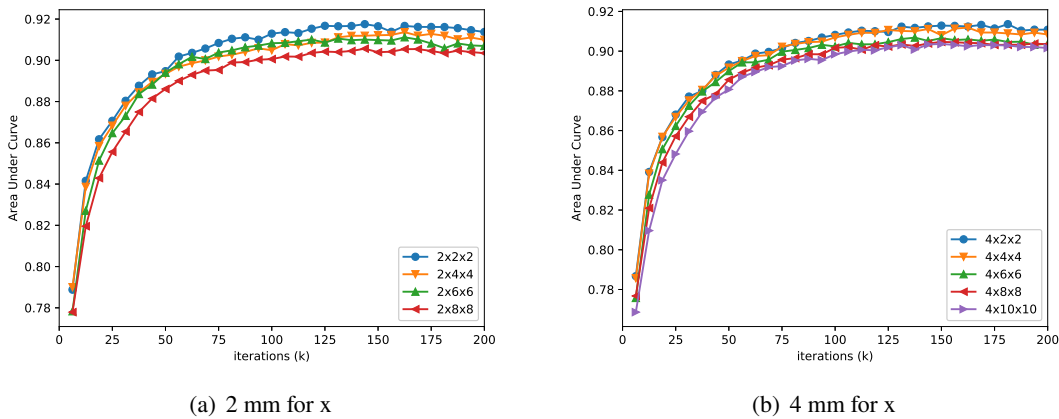 0.92
0.90
0.88
0.86
0.84
0.82
0.80
0.78
Area Under Curve
0 25 50 75 100 125 150 175 200
iterations (k)
2x2x2
2x4x4
2x6x6
2x8x8
(a) 2 mm for x
0.92
0.90
0.88
0.86
0.84
0.82
0.80
0.78
Area Under Curve
0 25 50 75 100 125 150 175 200
iterations (k)
4x2x2
4x4x4
4x6x6
4x8x8
4x10x10
(b) 4 mm for x